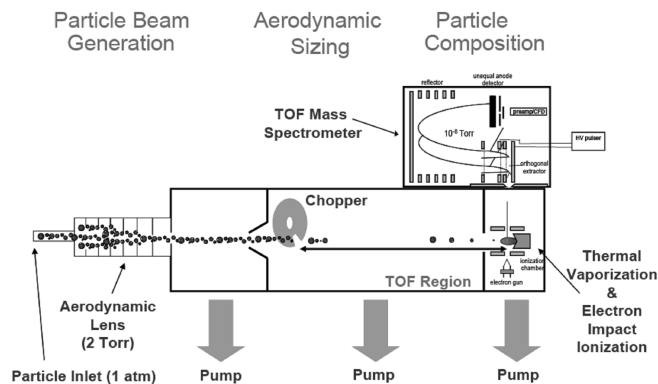 Particle Beam
Generation
Aerodynamic
Sizing
Particle
Composition
reflector
unequal anode
detector
TOF Mass
Spectrometer
10-8 Torr
preamp/CFD
HV pulser
orthogonal
extractor
Chopper
TOF Region
ionization
chamber
electron gun
Thermal
Vaporization
&
Electron
Impact
Ionization
Aerodynamic
Lens
(2 Torr)
Particle Inlet (1 atm)
Pump
Pump
Pump